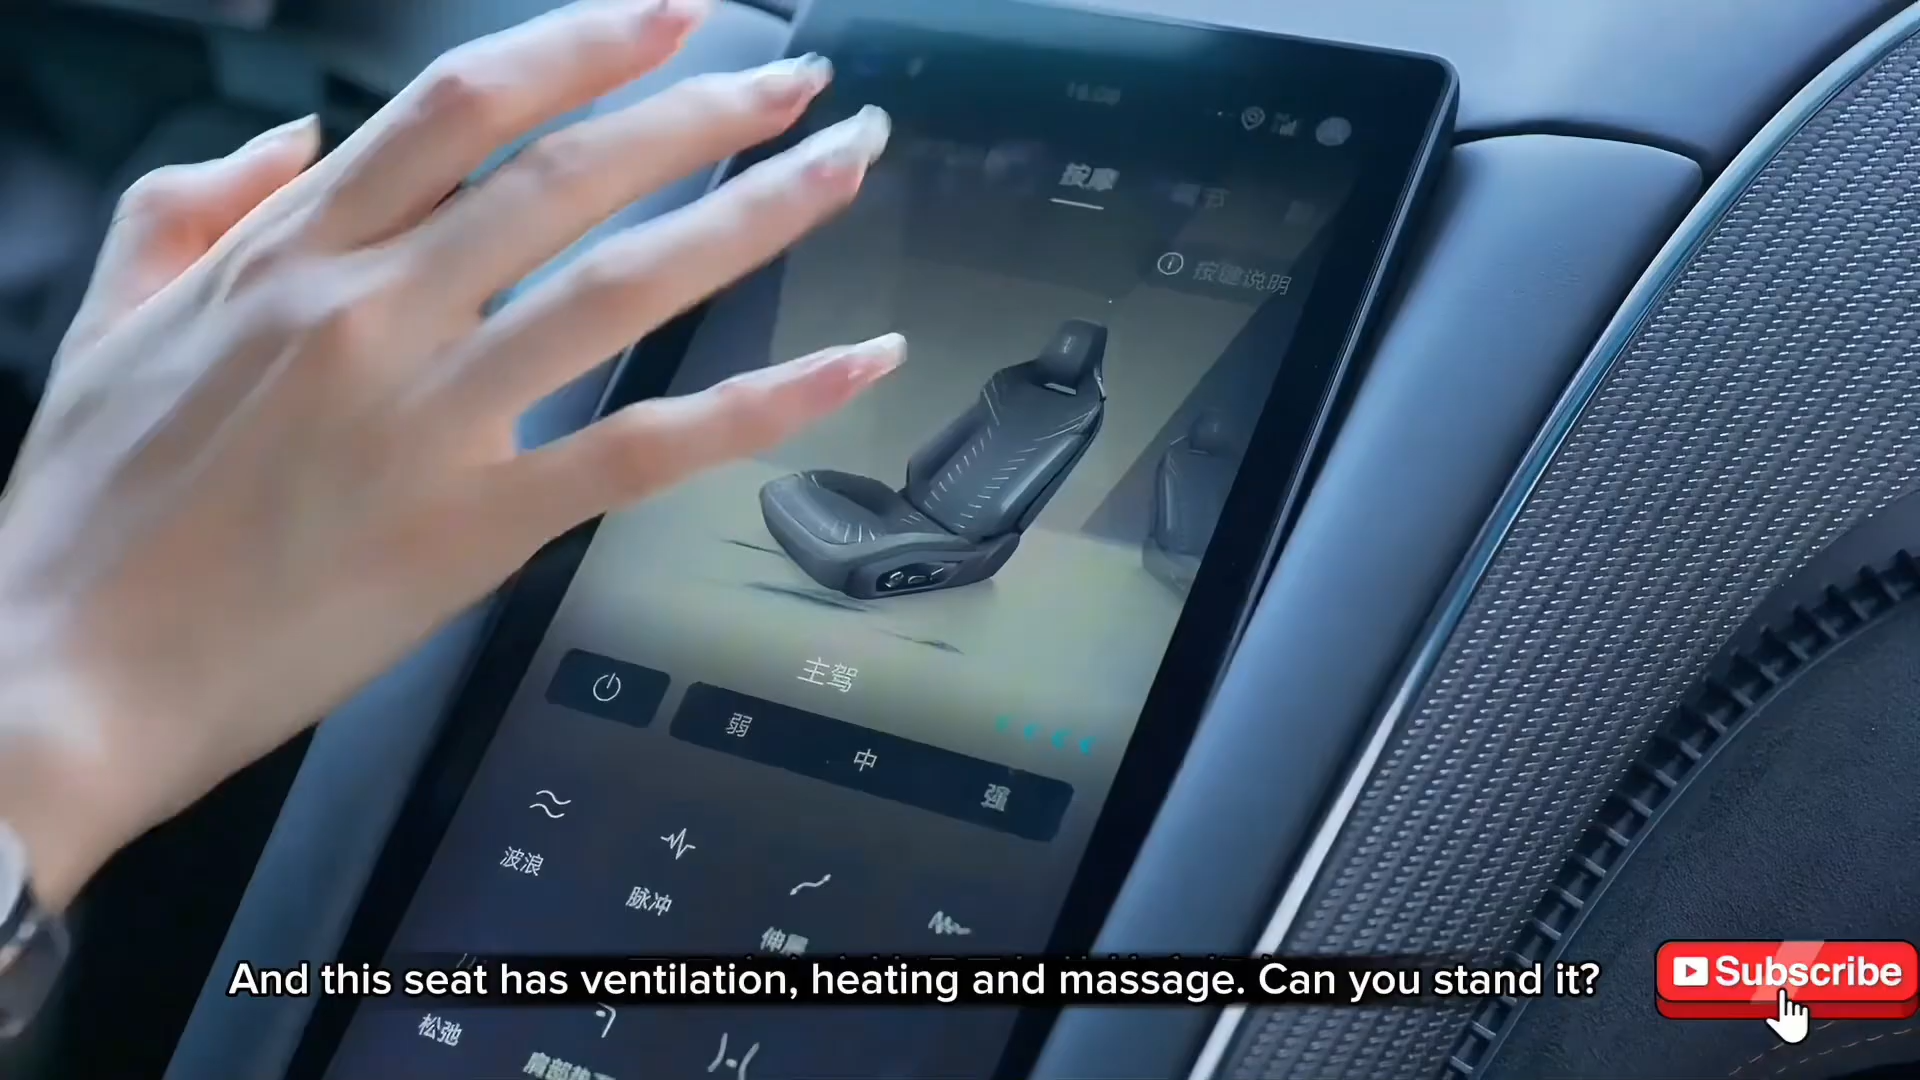 按摩
按键说明
主驾
弱
中
强
波浪
脉冲
And this seat has ventilation, heating and massage. Can you stand it?
Subscribe
松弛